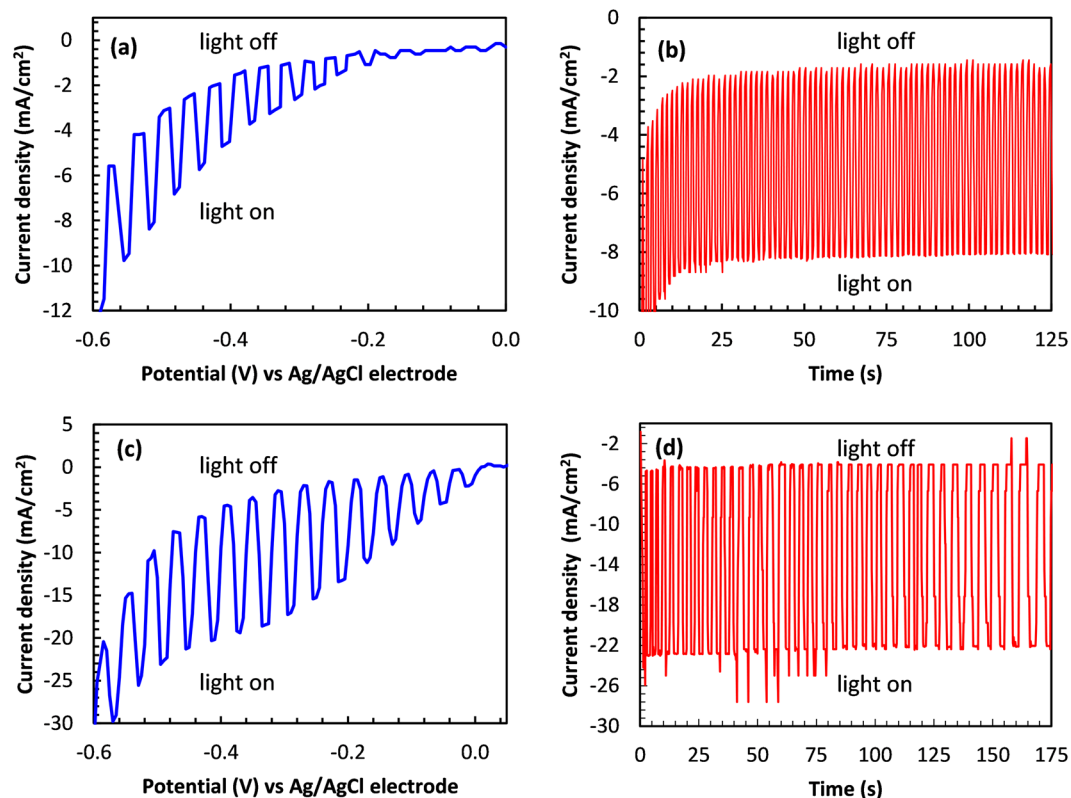 (a)
light off
light on
0
-2
-4
-6
-8
-10
-12
Current density (mA/cm²)
-0.6
-0.4
-0.2
0.0
Potential (V) vs Ag/AgCl electrode
(b)
light off
light on
0
-2
-4
-6
-8
-10
Current density (mA/cm²)
0
25
50
75
100
125
Time (s)
(c)
light off
light on
5
0
-5
-10
-15
-20
-25
-30
Current density (mA/cm²)
-0.6
-0.4
-0.2
0.0
Potential (V) vs Ag/AgCl electrode
(d)
light off
light on
-2
-6
-10
-14
-18
-22
-26
-30
Current density (mA/cm²)
0
25
50
75
100
125
150
175
Time (s)